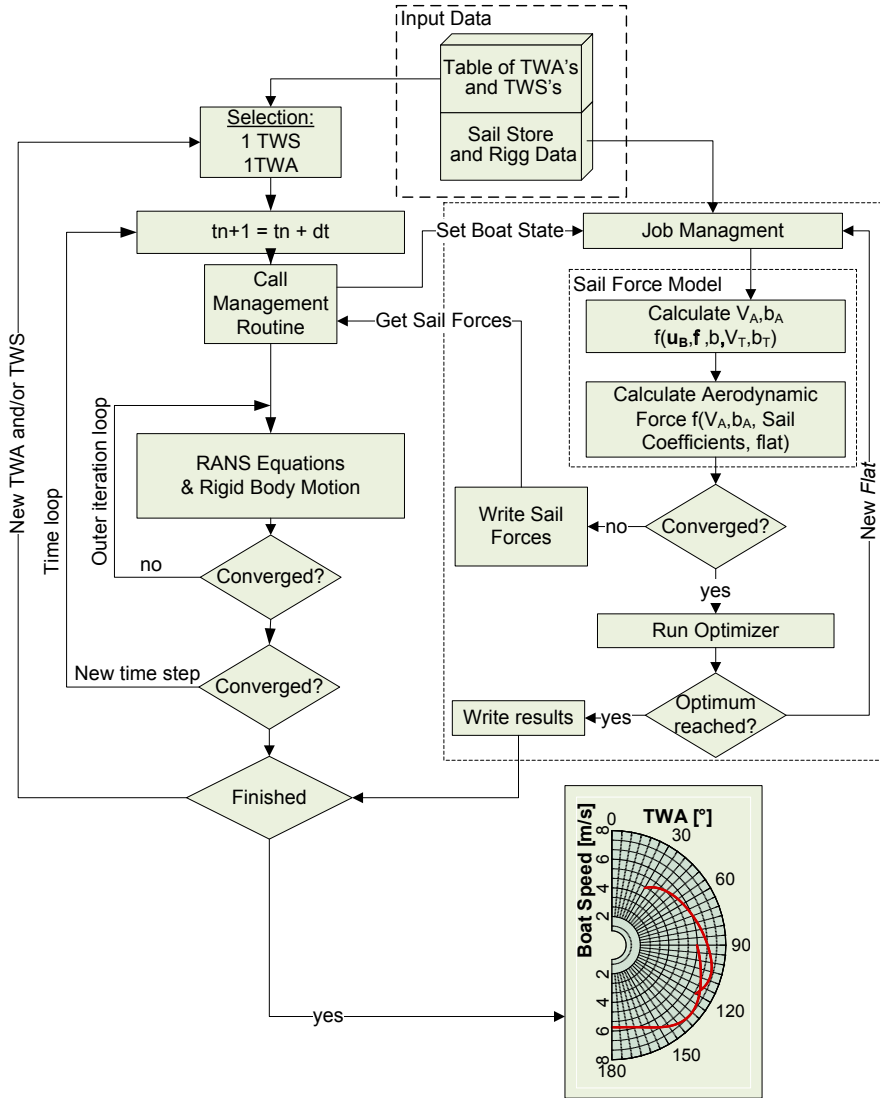 Input Data
Table of TWA's
and TWS's
Sail Store
and Rigg Data
Selection:
1 TWS
1TWA
tn+1 = tn + dt
Call
Management
Routine
Set Boat State
Get Sail Forces
Job Managment
Sail Force Model
Calculate VA,bA
f(uB,f ,b,VT,bT)
Calculate Aerodynamic
Force f(VA,bA, Sail
Coefficients, flat)
Converged?
no
Write Sail
Forces
yes
Run Optimizer
Optimum
reached?
yes
Write results
New Flat
RANS Equations
& Rigid Body Motion
Converged?
no
Outer iteration loop
Converged?
New time step
Time loop
New TWA and/or TWS
Finished
yes
TWA [°]
Boat Speed [m/s]
0
30
60
90
120
150
180
8
6
4
2
2
4
6
8